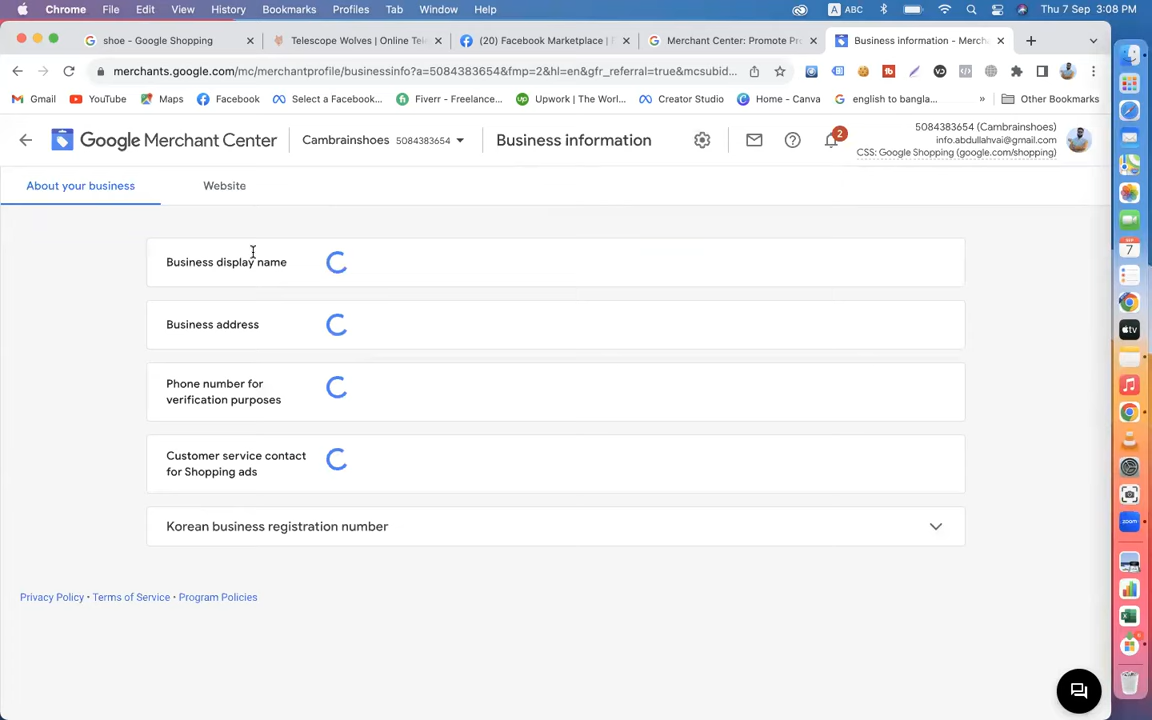 Chrome File Edit View History Bookmarks Profiles Tab Window Help A ABC Thu 7 Sep 3:08 PM
shoe - Google Shopping Telescope Wolves | Online Tel (20) Facebook Marketplace | F Merchant Center: Promote Pr Business information - Merch
merchants.google.com/mc/merchantprofile/businessinfo?a=5084383654&fmp=2&hl=en&gfr_referral=true&mcsubid...
Gmail YouTube Maps Facebook Select a Facebook... Fiverr - Freelance... Upwork | The Worl... Creator Studio Home - Canva english to bangla... » Other Bookmarks
Google Merchant Center Cambrainshoes 5084383654 Business information 2
5084383654 (Cambrainshoes)
info.abdullahvai@gmail.com
CSS: Google Shopping (google.com/shopping)
About your business Website
Business display name
Business address
Phone number for
verification purposes
Customer service contact
for Shopping ads
Korean business registration number
Privacy Policy • Terms of Service • Program Policies
SEP
7
tv
zoom